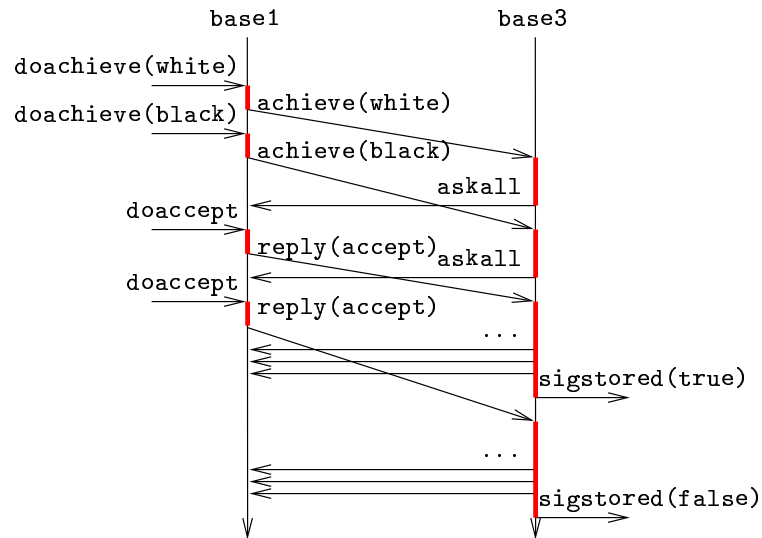 base1 base3
doachieve(white)
achieve(white)
doachieve(black)
achieve(black)
askall
doaccept
reply(accept)
askall
doaccept
reply(accept)
...
sigstored(true)
...
sigstored(false)